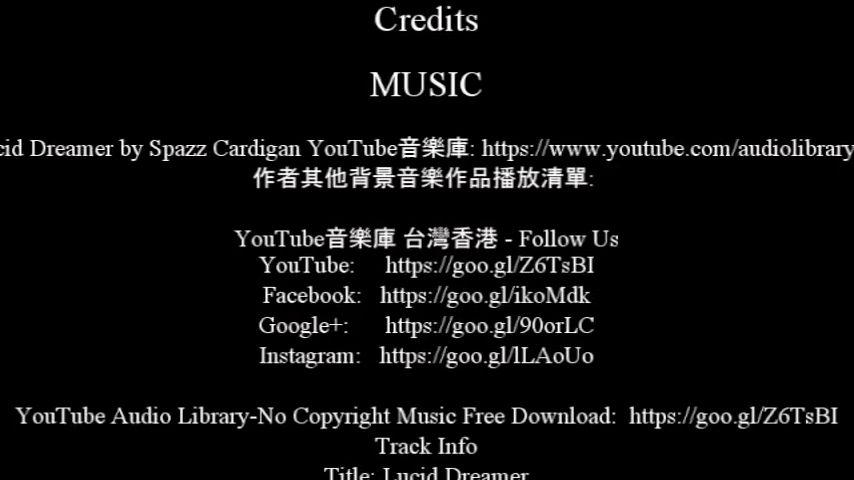 Credits
MUSIC
cid Dreamer by Spazz Cardigan YouTube音樂庫: https://www.youtube.com/audiolibrary
作者其他背景音樂作品播放清單:
YouTube音樂庫 台灣香港 - Follow Us
YouTube: https://goo.gl/Z6TsBI
Facebook: https://goo.gl/ikoMdk
Google+: https://goo.gl/90orLC
Instagram: https://goo.gl/lLAoUo
YouTube Audio Library-No Copyright Music Free Download: https://goo.gl/Z6TsBI
Track Info
Title: Lucid Dreamer